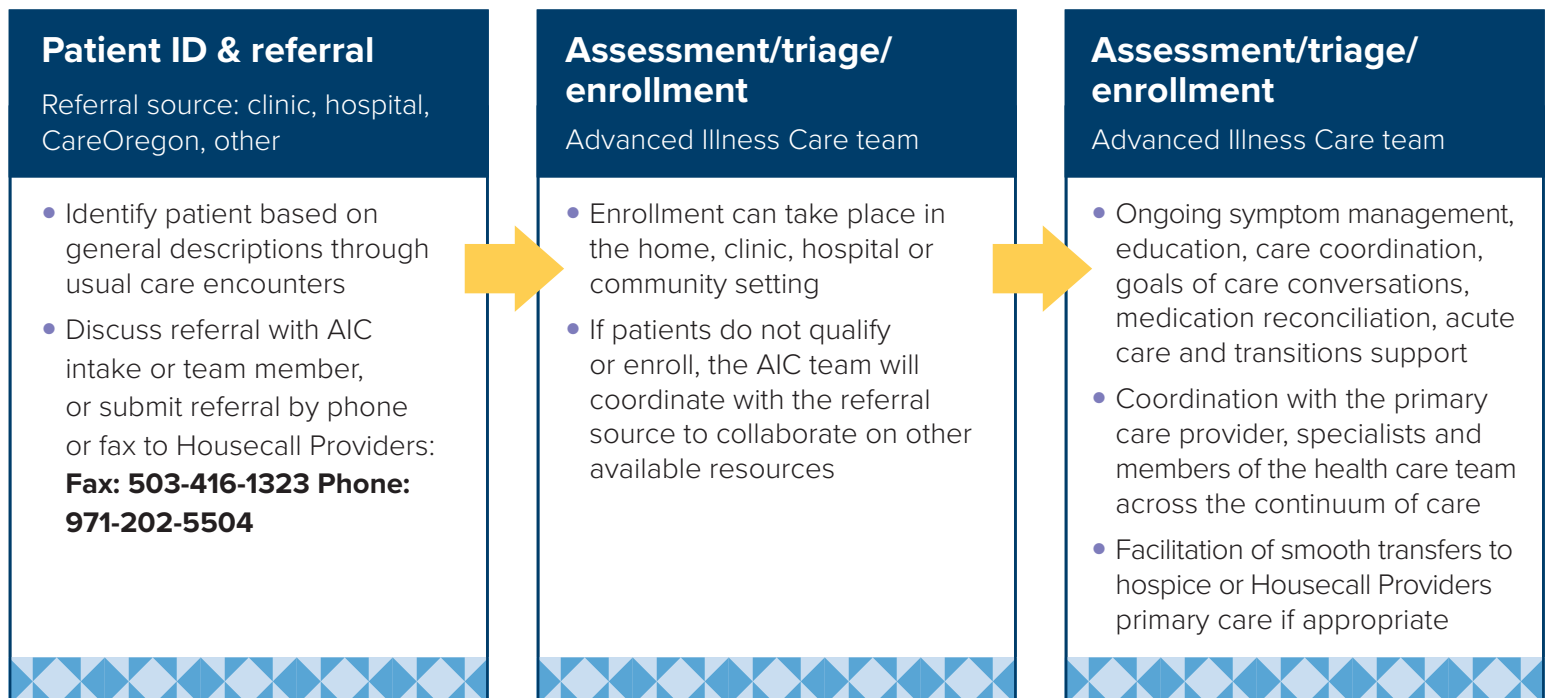 Patient ID & referral
Referral source: clinic, hospital,
CareOregon, other
• Identify patient based on
general descriptions through
usual care encounters
• Discuss referral with AIC
intake or team member,
or submit referral by phone
or fax to Housecall Providers:
Fax: 503-416-1323 Phone:
971-202-5504
Assessment/triage/
enrollment
Advanced Illness Care team
• Enrollment can take place in
the home, clinic, hospital or
community setting
• If patients do not qualify
or enroll, the AIC team will
coordinate with the referral
source to collaborate on other
available resources
Assessment/triage/
enrollment
Advanced Illness Care team
• Ongoing symptom management,
education, care coordination,
goals of care conversations,
medication reconciliation, acute
care and transitions support
• Coordination with the primary
care provider, specialists and
members of the health care team
across the continuum of care
• Facilitation of smooth transfers to
hospice or Housecall Providers
primary care if appropriate